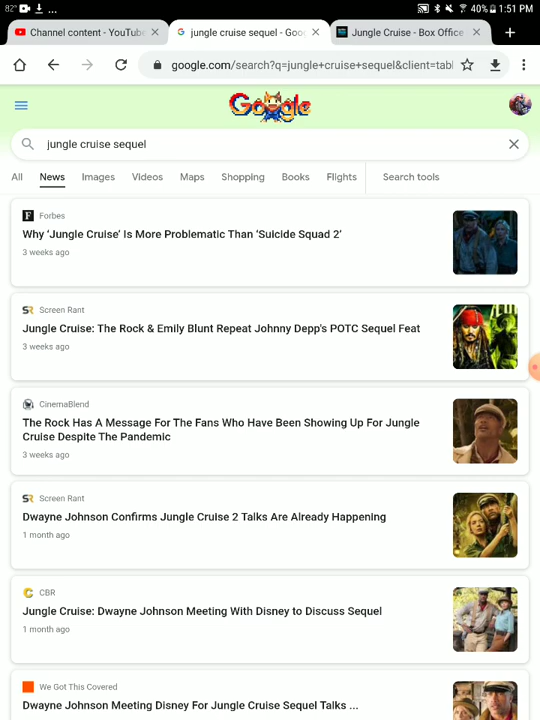 82° ... 40% 1:51 PM
Channel content - YouTube jungle cruise sequel - Goo Jungle Cruise - Box Office
google.com/search?q=jungle+cruise+sequel&client=tabl
Google
jungle cruise sequel
All News Images Videos Maps Shopping Books Flights Search tools
Forbes
Why ‘Jungle Cruise’ Is More Problematic Than ‘Suicide Squad 2’
3 weeks ago
SR Screen Rant
Jungle Cruise: The Rock & Emily Blunt Repeat Johnny Depp's POTC Sequel Feat
3 weeks ago
CinemaBlend
The Rock Has A Message For The Fans Who Have Been Showing Up For Jungle
Cruise Despite The Pandemic
3 weeks ago
SR Screen Rant
Dwayne Johnson Confirms Jungle Cruise 2 Talks Are Already Happening
1 month ago
CBR
Jungle Cruise: Dwayne Johnson Meeting With Disney to Discuss Sequel
1 month ago
We Got This Covered
Dwayne Johnson Meeting Disney For Jungle Cruise Sequel Talks ...